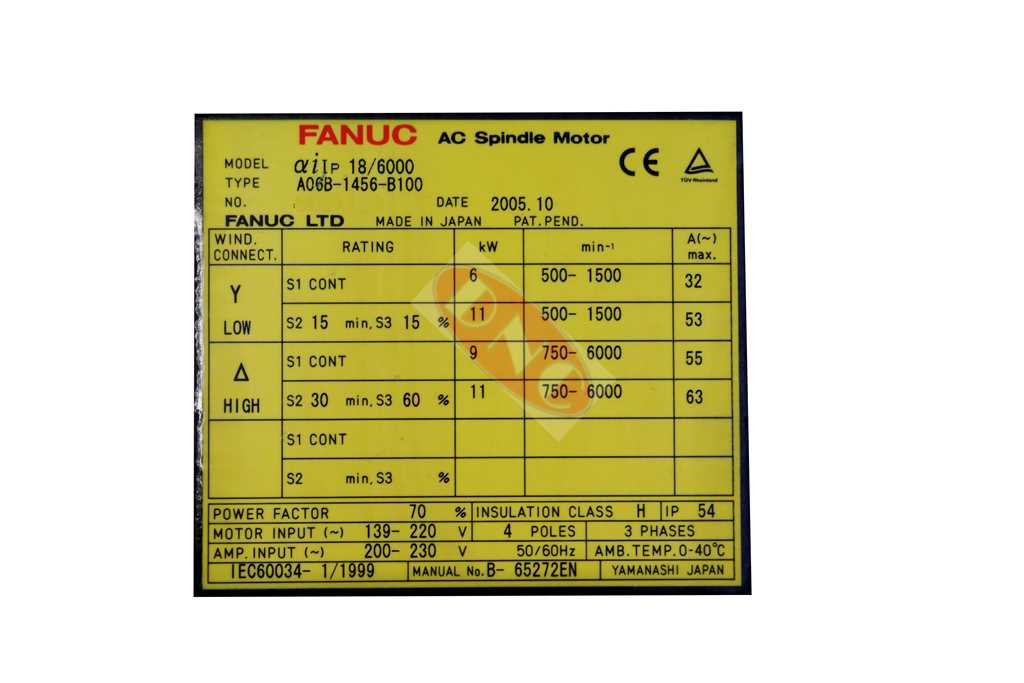 FANUC AC Spindle Motor
MODEL αiIP 18/6000
TYPE A06B-1456-B100
CE
TÜV Rheinland
NO. DATE 2005.10
FANUC LTD MADE IN JAPAN PAT.PEND.
WIND. CONNECT. RATING kW min-1 A(~) max.
Y LOW S1 CONT 6 500- 1500 32
S2 15 min,S3 15 % 11 500- 1500 53
Δ HIGH S1 CONT 9 750- 6000 55
S2 30 min,S3 60 % 11 750- 6000 63
S1 CONT
S2 min,S3 %
DNC
POWER FACTOR 70 % INSULATION CLASS H IP 54
MOTOR INPUT (~) 139- 220 V 4 POLES 3 PHASES
AMP.INPUT (~) 200- 230 V 50/60Hz AMB.TEMP.0-40℃
IEC60034- 1/1999 MANUAL No.B- 65272EN YAMANASHI JAPAN